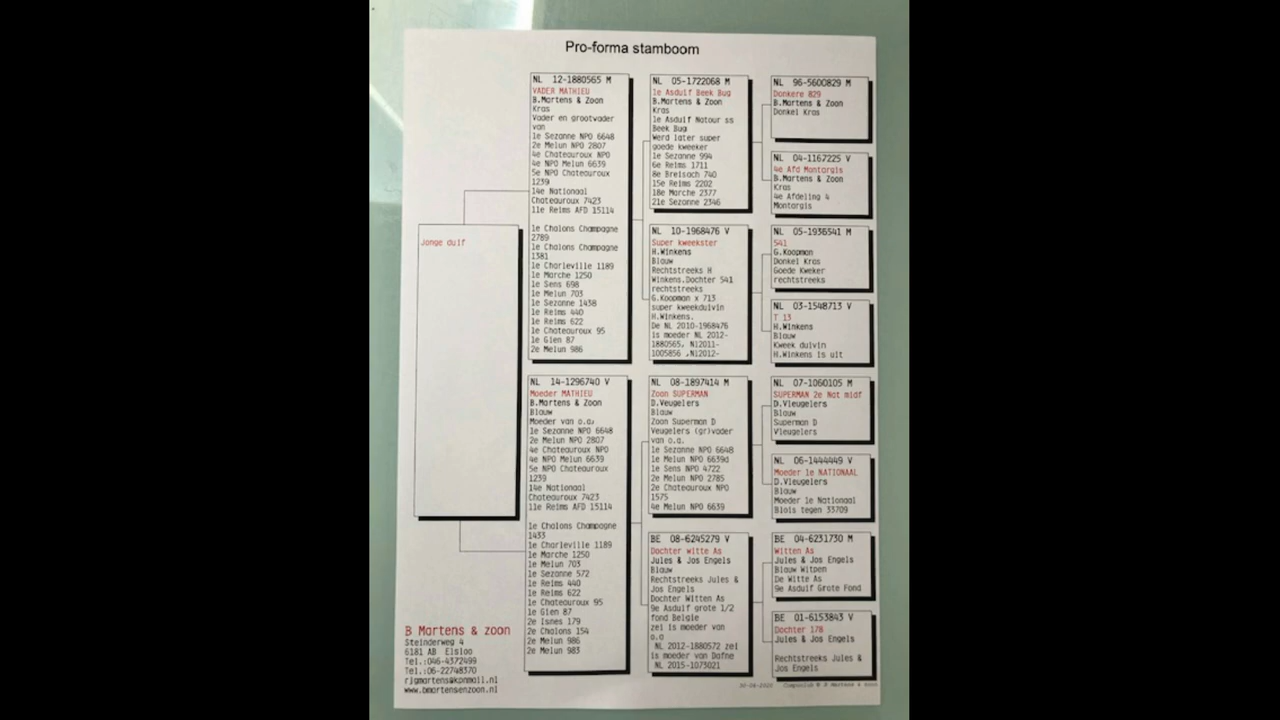 Pro-forma stamboom
NL 12-1880565 M
VADER MATHIEU
B.Martens & Zoon
Kras
Vader en grootvader
van
1e Sezanne NPO 6648
2e Melun NPO 2807
4e Chateauroux NPO
4e NPO Melun 6639
5e NPO Chateauroux
1239
14e Nationaal
Chateauroux 7423
11e Reims AFD 15114
1e Chalons Champagne
2789
1e Chalons Champagne
1381
1e Charleville 1189
1e Marche 1250
1e Sens 698
1e Melun 703
1e Sezanne 1438
1e Reims 440
1e Reims 622
1e Chateauroux 95
1e Gien 87
2e Melun 986
NL 05-1722068 M
1e Asduif Beek Bug
B.Martens & Zoon
Kras
1e Asduif Natour ss
Beek Bug
Werd later super
goede kweeker
1e Sezanne 994
6e Reims 1711
8e Breisach 740
15e Reims 2202
18e Marche 2377
21e Sezanne 2346
NL 96-5600829 M
Donkere 829
B.Martens & Zoon
Donkel Kras
NL 04-1167225 V
4e Afd Montargis
B.Martens & Zoon
Kras
4e Afdeling 4
Montargis
NL 10-1968476 V
Super kweekster
H.Winkens
Blauw
Rechtstreeks H
Winkens.Dochter 541
rechtstreeks
G.Koopman x 713
super kweekduivin
H.Winkens.
De NL 2010-1968476
is moeder NL 2012-
1880565, Nl2011-
1005856 ,Nl2012-
NL 05-1936541 M
541
G.Koopman
Donkel Kras
Goede Kweker
rechtstreeks
NL 03-1548713 V
T 13
H.Winkens
Blauw
Kweek duivin
H.Winkens is uit
Jonge duif
NL 14-1296740 V
Moeder MATHIEU
B.Martens & Zoon
Blauw
Moeder van o.a;
1e Sezanne NPO 6648
2e Melun NPO 2807
4e Chateauroux NPO
4e NPO Melun 6639
5e NPO Chateauroux
1239
14e Nationaal
Chateauroux 7423
11e Reims AFD 15114
1e Chalons Champagne
1433
1e Charleville 1189
1e Marche 1250
1e Melun 703
1e Sezanne 572
1e Reims 440
1e Reims 622
1e Chateauroux 95
1e Gien 87
2e Isnes 179
2e Chalons 154
2e Melun 986
2e Melun 983
NL 08-1897414 M
Zoon SUPERMAN
D.Veugelers
Blauw
Zoon Superman D
Veugelers (gr)vader
van o.a.
1e Sezanne NPO 6648
1e Melun NPO 6639d
1e Sens NPO 4722
2e Melun NPO 2785
2e Chateauroux NPO
1575
4e Melun NPO 6639
NL 07-1060105 M
SUPERMAN 2e Nat midf
D.Vleugelers
Blauw
Superman D
Vleugelers
NL 06-1444449 V
Moeder 1e NATIONAAL
D.Vleugelers
Blauw
Moeder 1e Nationaal
Blois tegen 33709
BE 08-6245279 V
Dochter witte As
Jules & Jos Engels
Blauw
Rechtstreeks Jules &
Jos Engels
Dochter Witten As
9e Asduif grote 1/2
fond Belgie
zei is moeder van
o.a
NL 2012-1880572 zei
is moeder van Dafne
NL 2015-1073021
BE 04-6231730 M
Witten As
Jules & Jos Engels
Blauw Witpen
De Witte As
9e Asduif Grote Fond
BE 01-6153843 V
Dochter 178
Jules & Jos Engels
Rechtstreeks Jules &
Jos Engels
B Martens & zoon
Steinderweg 4
6181 AB Elsloo
Tel.:046-4372499
Tel.:06-22748370
rjgmartens@kpnmail.nl
www.bmartensenzoon.nl
30-04-2020 Compuclub © B Martens & zoon